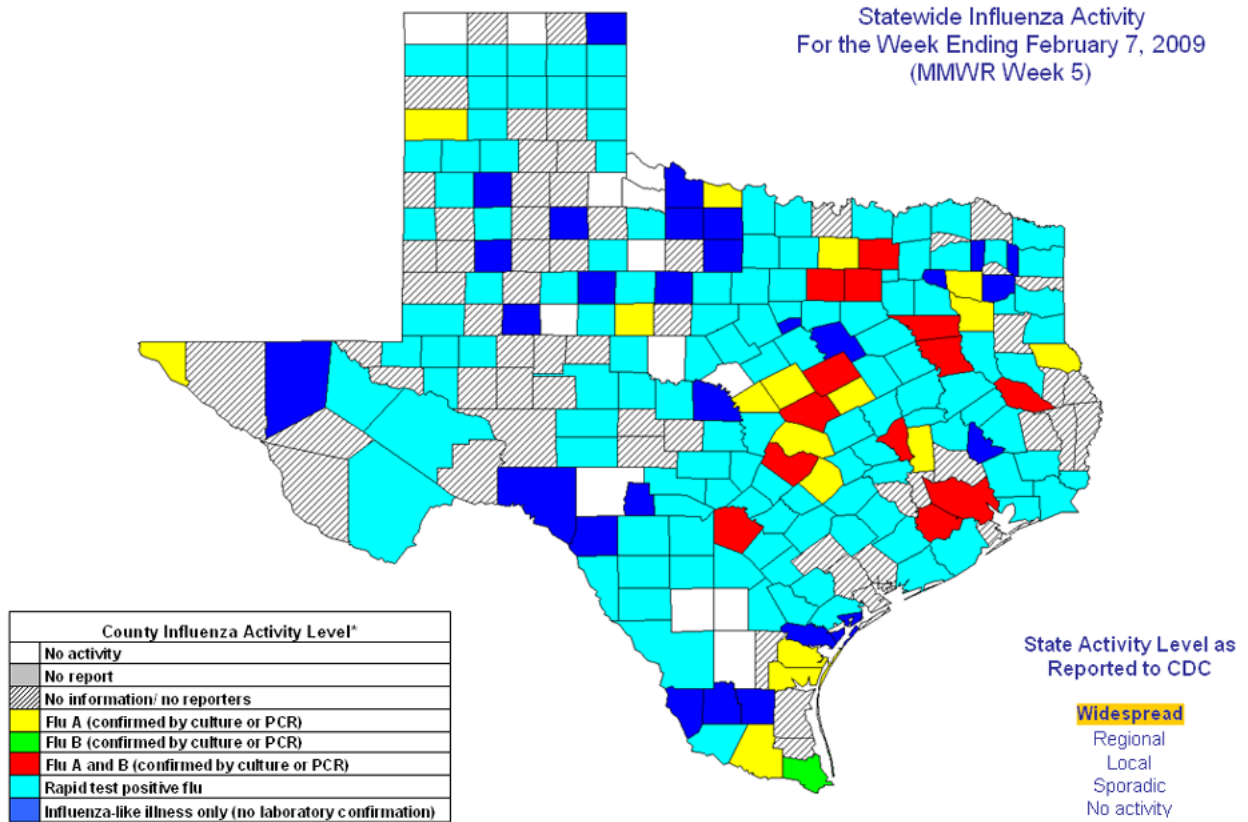 Statewide Influenza Activity
For the Week Ending February 7, 2009
(MMWR Week 5)
County Influenza Activity Level*
No activity
No report
No information/ no reporters
Flu A (confirmed by culture or PCR)
Flu B (confirmed by culture or PCR)
Flu A and B (confirmed by culture or PCR)
Rapid test positive flu
Influenza-like illness only (no laboratory confirmation)
State Activity Level as
Reported to CDC
Widespread
Regional
Local
Sporadic
No activity